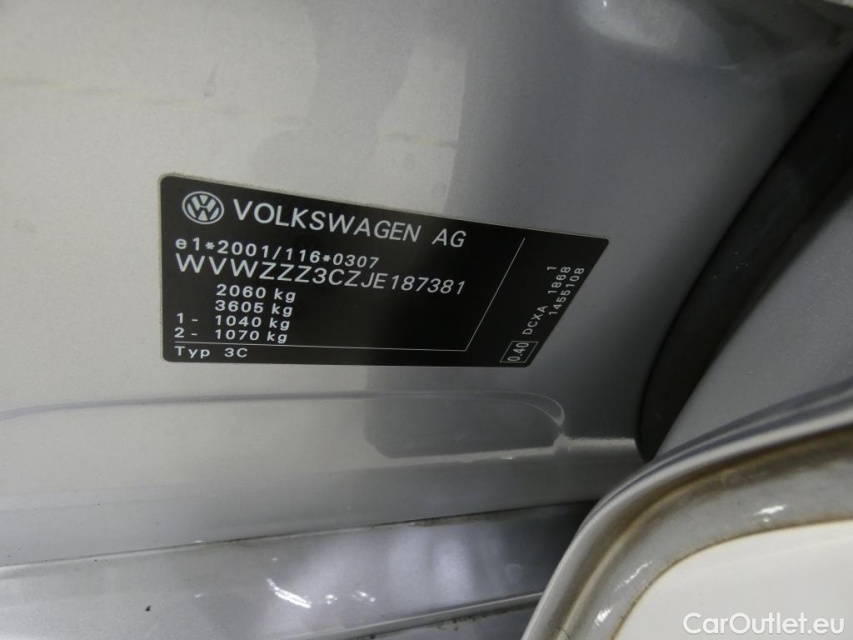 VOLKSWAGEN AG
e1*2001/116*0307
WVWZZZ3CZJE187381
2060 kg
3605 kg
1- 1040 kg
2- 1070 kg
Typ 3C
0.40
DCXA 1868 1
1455108
CarOutlet.eu